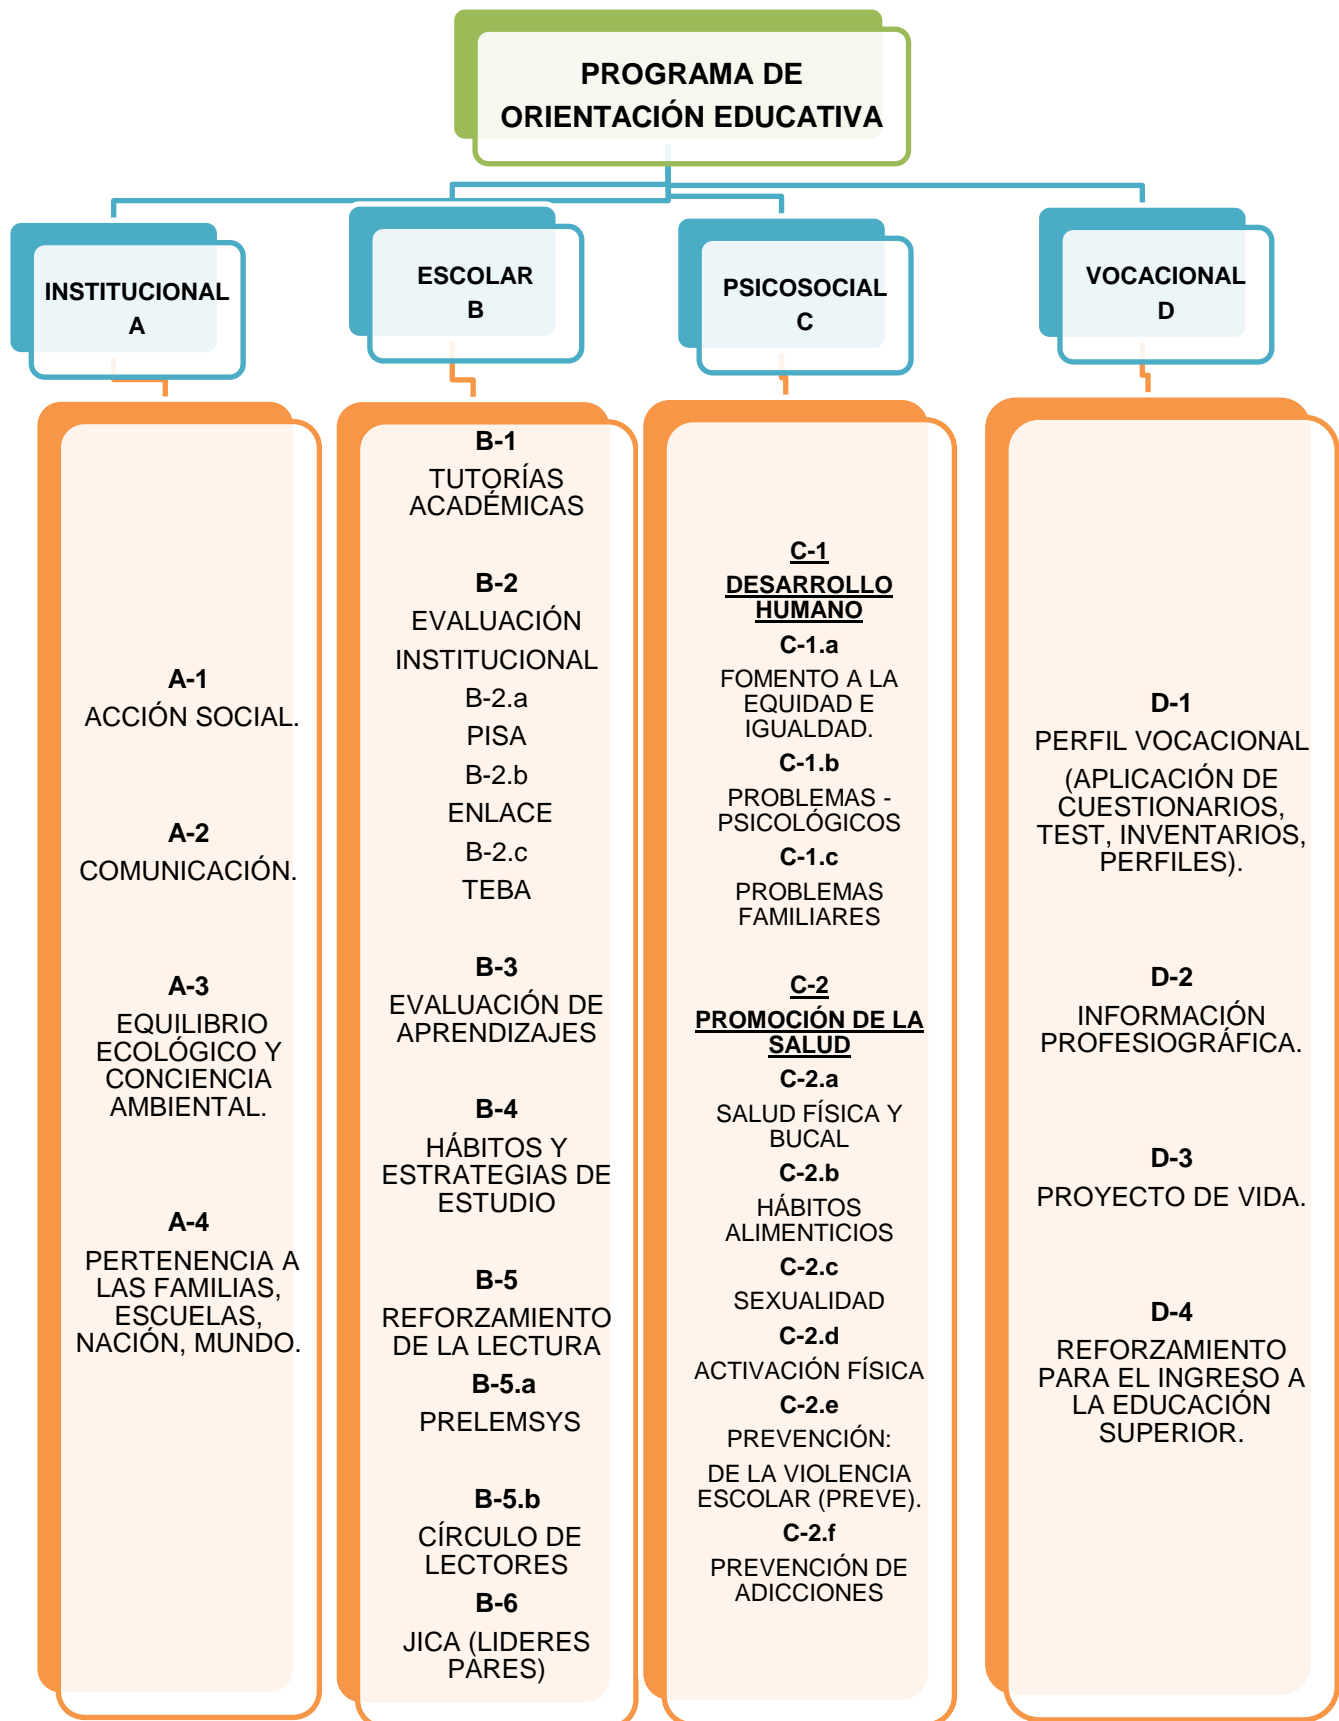 PROGRAMA DE
ORIENTACIÓN EDUCATIVA
INSTITUCIONAL
A
ESCOLAR
B
PSICOSOCIAL
C
VOCACIONAL
D
A-1
ACCIÓN SOCIAL.
A-2
COMUNICACIÓN.
A-3
EQUILIBRIO
ECOLÓGICO Y
CONCIENCIA
AMBIENTAL.
A-4
PERTENENCIA A
LAS FAMILIAS,
ESCUELAS,
NACIÓN, MUNDO.
B-1
TUTORÍAS
ACADÉMICAS
B-2
EVALUACIÓN
INSTITUCIONAL
B-2.a
PISA
B-2.b
ENLACE
B-2.c
TEBA
B-3
EVALUACIÓN DE
APRENDIZAJES
B-4
HÁBITOS Y
ESTRATEGIAS DE
ESTUDIO
B-5
REFORZAMIENTO
DE LA LECTURA
B-5.a
PRELEMSYS
B-5.b
CÍRCULO DE
LECTORES
B-6
JICA (LIDERES
PARES)
C-1
DESARROLLO
HUMANO
C-1.a
FOMENTO A LA
EQUIDAD E
IGUALDAD.
C-1.b
PROBLEMAS -
PSICOLÓGICOS
C-1.c
PROBLEMAS
FAMILIARES
C-2
PROMOCIÓN DE LA
SALUD
C-2.a
SALUD FÍSICA Y
BUCAL
C-2.b
HÁBITOS
ALIMENTICIOS
C-2.c
SEXUALIDAD
C-2.d
ACTIVACIÓN FÍSICA
C-2.e
PREVENCIÓN:
DE LA VIOLENCIA
ESCOLAR (PREVE).
C-2.f
PREVENCIÓN DE
ADICCIONES
D-1
PERFIL VOCACIONAL
(APLICACIÓN DE
CUESTIONARIOS,
TEST, INVENTARIOS,
PERFILES).
D-2
INFORMACIÓN
PROFESIOGRÁFICA.
D-3
PROYECTO DE VIDA.
D-4
REFORZAMIENTO
PARA EL INGRESO A
LA EDUCACIÓN
SUPERIOR.